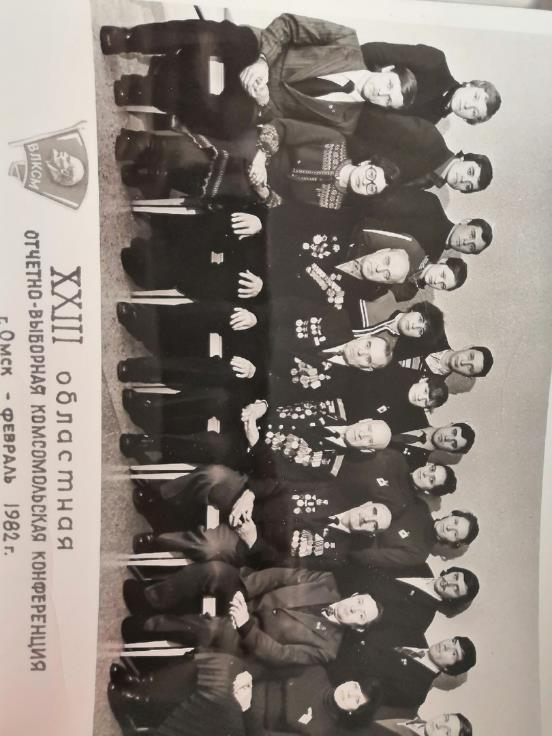 ВЛКСМ
XXIII областная
ОТЧЕТНО-ВЫБОРНАЯ КОМСОМОЛЬСКАЯ КОНФЕРЕНЦИЯ
г.Омск - ФЕВРАЛЬ 1982 г.